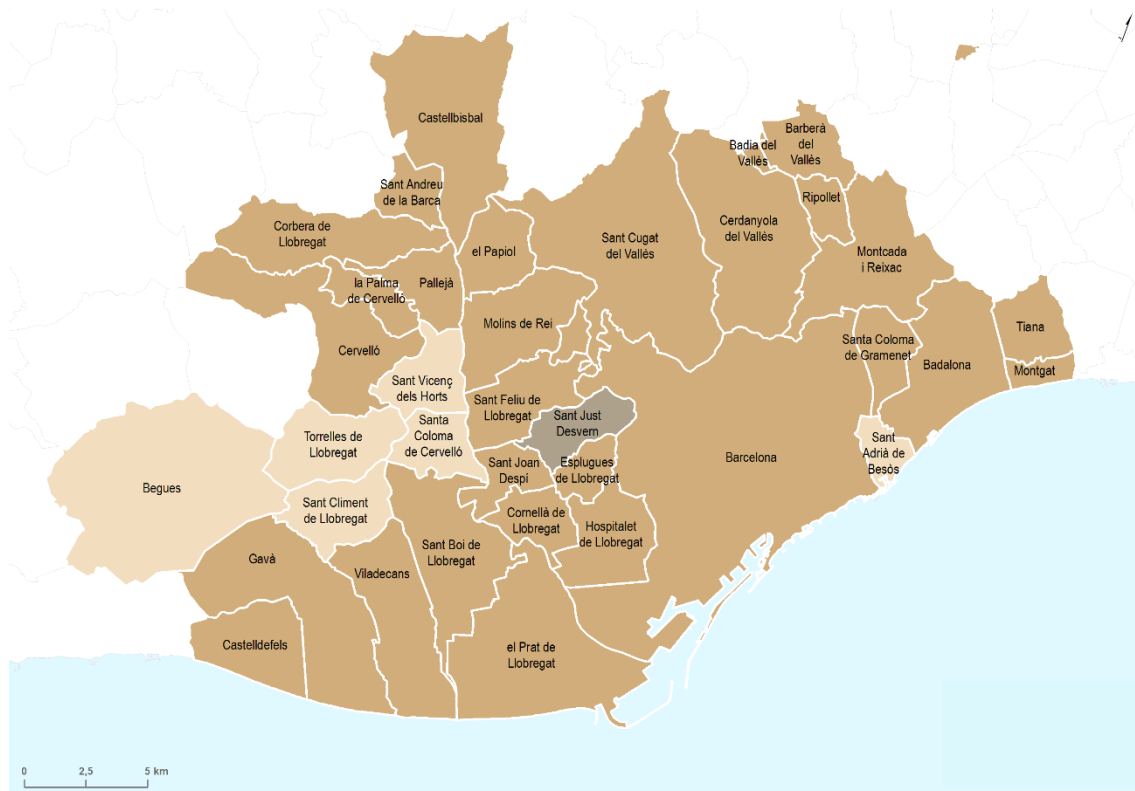 Castellbisbal
Badia del
Vallès
Barberà
del
Vallès
Sant Andreu
de la Barca
Ripollet
Corbera de
Llobregat
el Papiol
Sant Cugat
del Vallès
Cerdanyola
del Vallès
Montcada
i Reixac
la Palma
de Cervelló
Pallejà
Molins de Rei
Tiana
Santa Coloma
de Gramenet
Badalona
Cervelló
Montgat
Sant Vicenç
dels Horts
Sant Feliu de
Llobregat
Sant Just
Desvern
Santa
Coloma
de Cervelló
Torrelles de
Llobregat
Sant
Adrià de
Besòs
Barcelona
Sant Joan
Despí
Esplugues
de Llobregat
Begues
Sant Climent
de Llobregat
Cornellà de
Llobregat
Hospitalet
de Llobregat
Sant Boi de
Llobregat
Gavà
Viladecans
Castelldefels
el Prat de
Llobregat
0 2,5 5 km